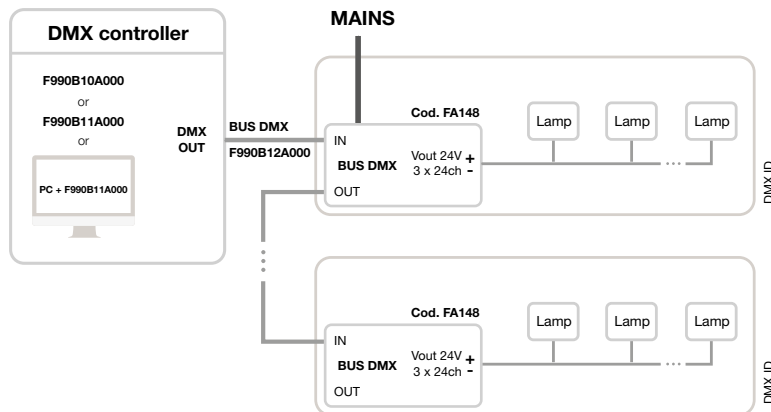 MAINS
DMX controller
F990B10A000
or
F990B11A000
or
PC + F990B11A000
DMX
OUT
BUS DMX
F990B12A000
Cod. FA148
IN
BUS DMX
OUT
Vout 24V +
3 x 24ch -
Lamp
Lamp
...
Lamp
DMX ID
Cod. FA148
IN
BUS DMX
OUT
Vout 24V +
3 x 24ch -
Lamp
Lamp
...
Lamp
DMX ID